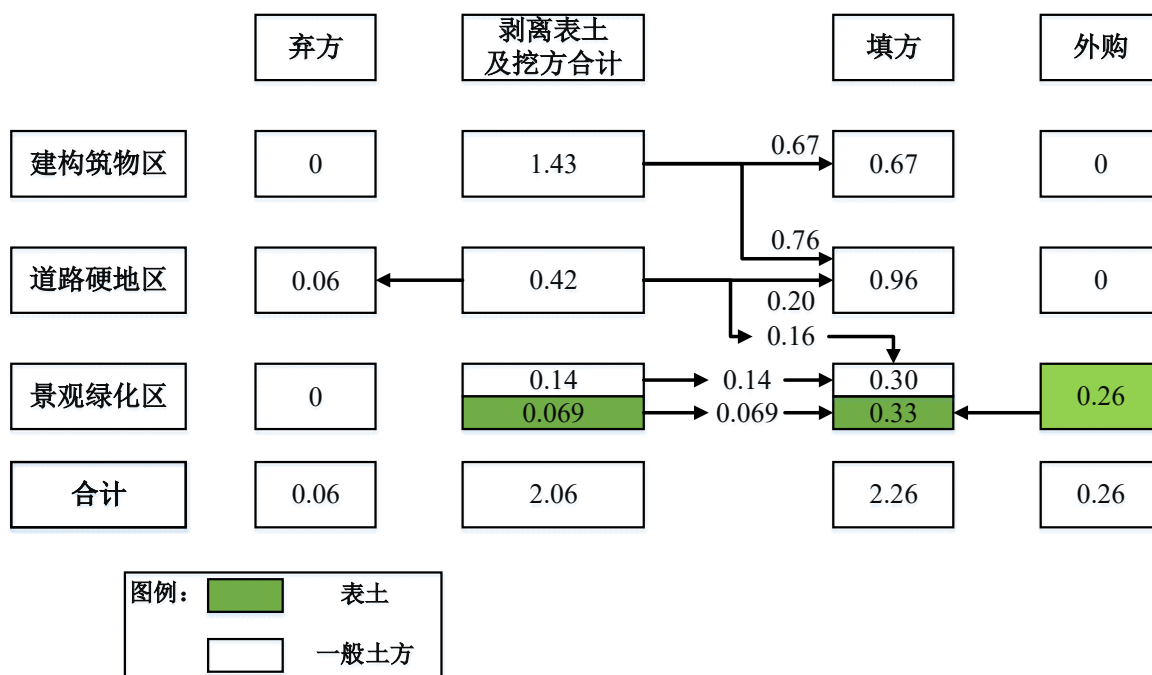 弃方
剥离表土
及挖方合计
填方
外购
建构筑物区
0
1.43
0.67
0.67
0
0.76
道路硬地区
0.06
0.42
0.96
0
0.20
0.16
景观绿化区
0
0.14
0.14
0.30
0.26
0.069
0.069
0.33
合计
0.06
2.06
2.26
0.26
图例：
表土
一般土方